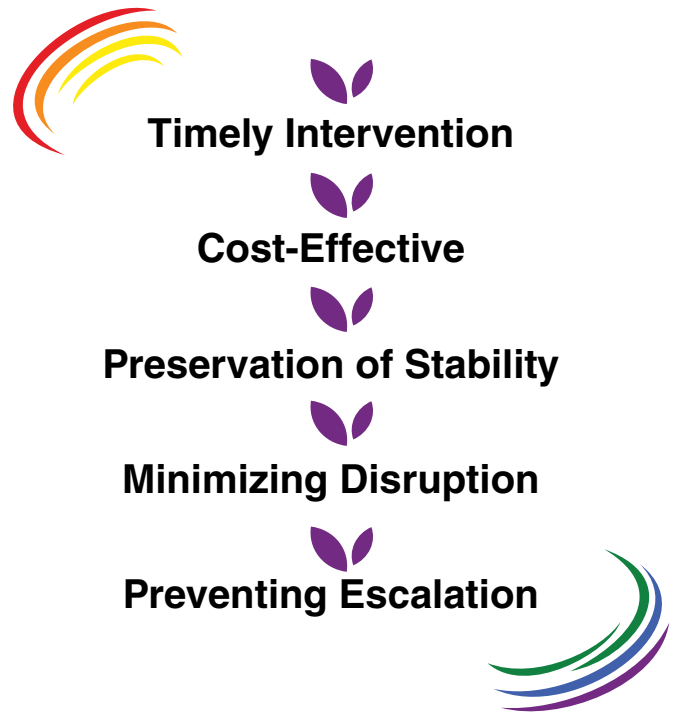 Timely Intervention
Cost-Effective
Preservation of Stability
Minimizing Disruption
Preventing Escalation